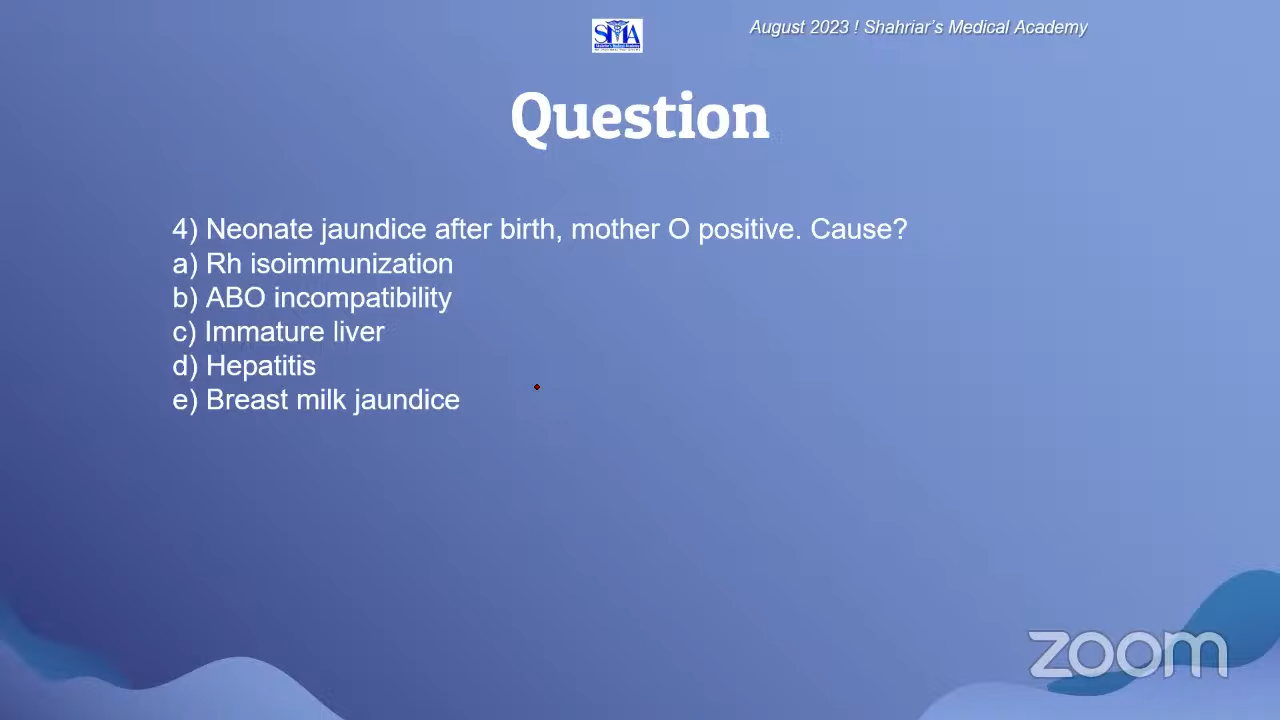 SMA
August 2023 ! Shahriar's Medical Academy
Question
4) Neonate jaundice after birth, mother O positive. Cause?
a) Rh isoimmunization
b) ABO incompatibility
c) Immature liver
d) Hepatitis
e) Breast milk jaundice
zoom